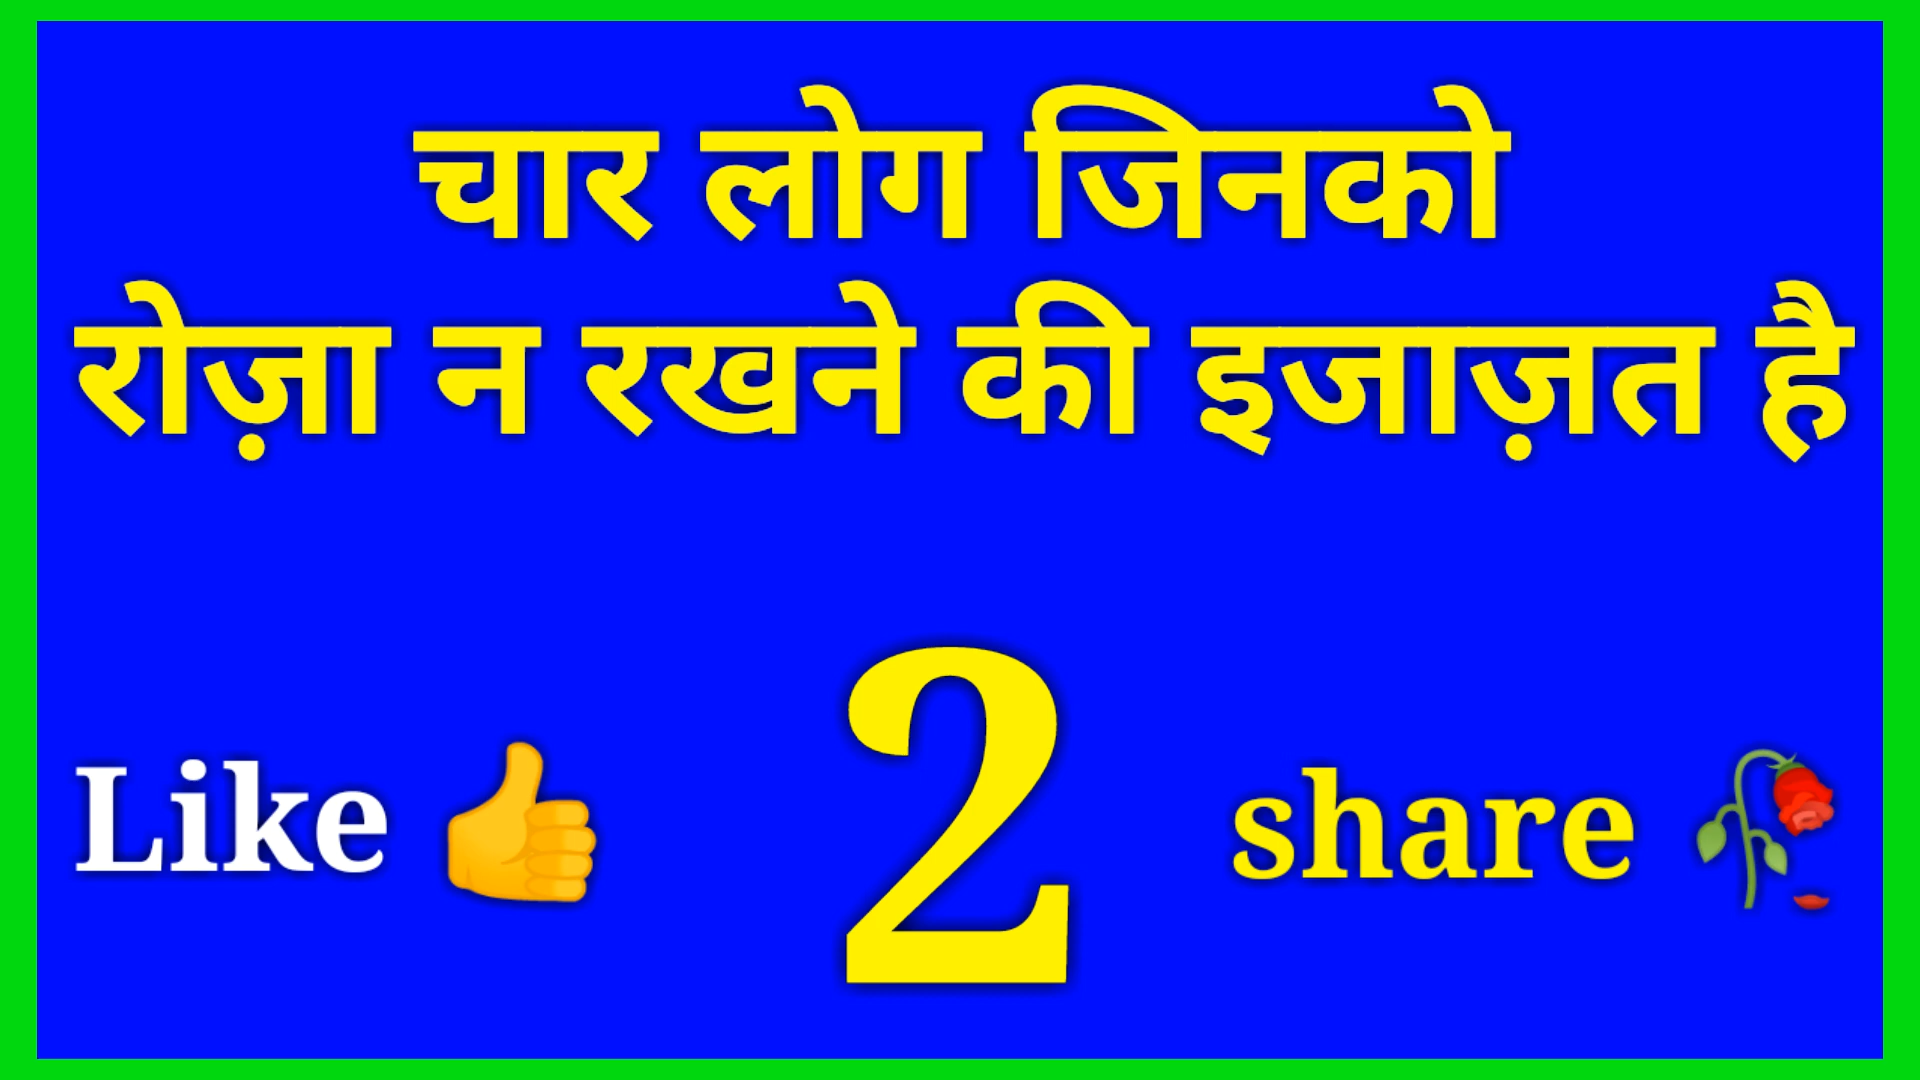 चार लोग जिनको
रोज़ा न रखने की इजाज़त है
Like 👍 2 share 🥀